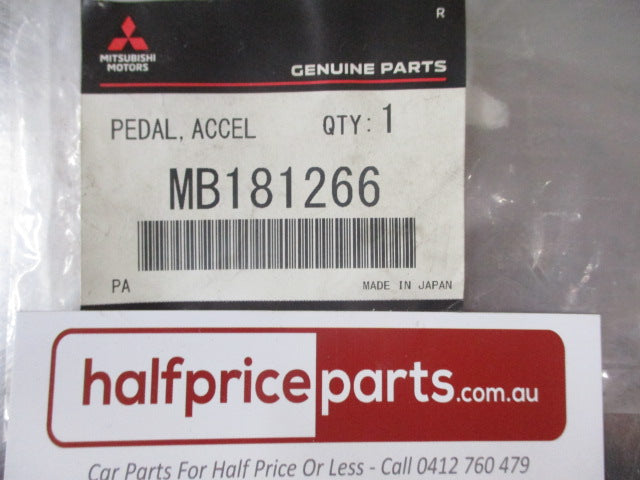 R
MITSUBISHI
MOTORS
GENUINE PARTS
PEDAL, ACCEL QTY: 1
MB181266
PA MADE IN JAPAN
halfpriceparts.com.au
Car Parts For Half Price Or Less - Call 0412 760 479